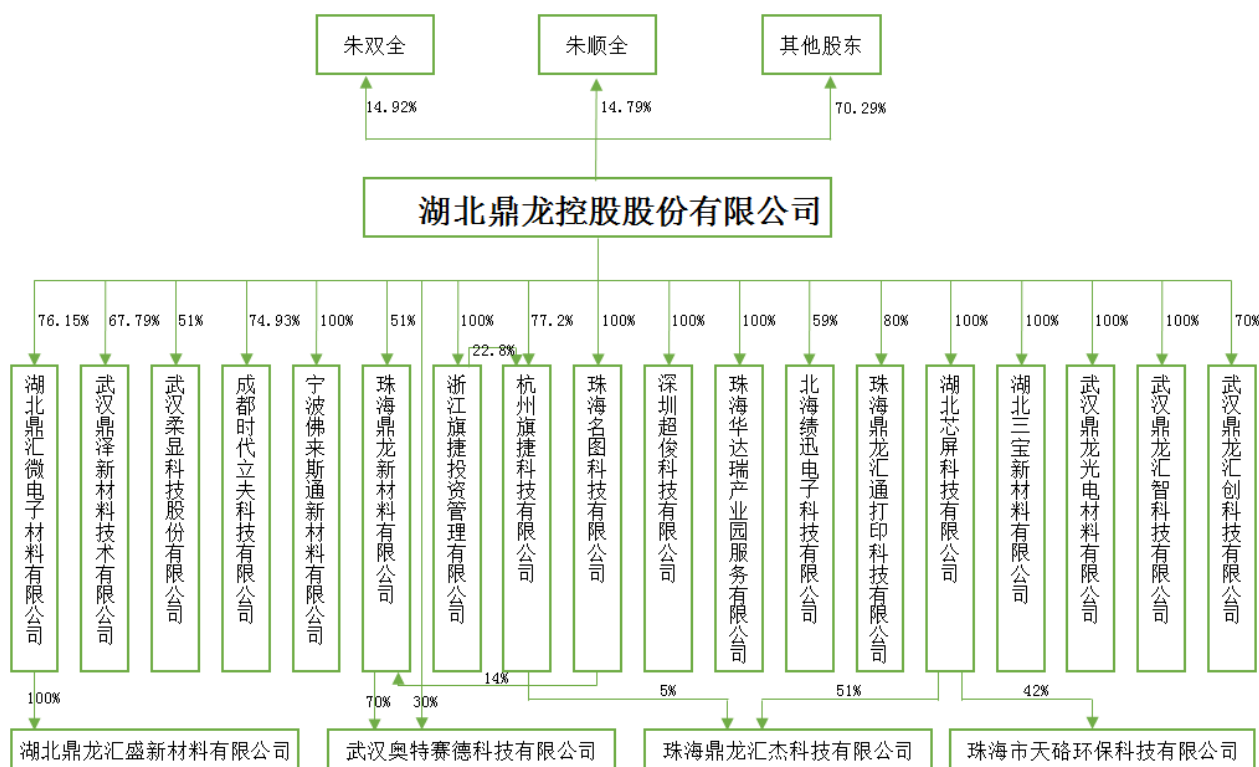 朱双全
朱顺全
其他股东
14.92%
14.79%
70.29%
湖北鼎龙控股股份有限公司
76.15%
67.79%
51%
74.93%
100%
51%
100%
77.2%
100%
100%
100%
59%
80%
100%
100%
100%
100%
70%
22.8%
湖北鼎汇微电子材料有限公司
武汉鼎泽新材料技术有限公司
武汉柔显科技股份有限公司
成都时代立夫科技有限公司
宁波佛来斯通新材料有限公司
珠海鼎龙新材料有限公司
浙江旗捷投资管理有限公司
杭州旗捷科技有限公司
珠海名图科技有限公司
深圳超俊科技有限公司
珠海华达瑞产业园服务有限公司
北海绩迅电子科技有限公司
珠海鼎龙汇通打印科技有限公司
湖北芯屏科技有限公司
湖北三宝新材料有限公司
武汉鼎龙光电材料有限公司
武汉鼎龙汇智科技有限公司
武汉鼎龙汇创科技有限公司
100%
70%
30%
14%
5%
51%
42%
湖北鼎龙汇盛新材料有限公司
武汉奥特赛德科技有限公司
珠海鼎龙汇杰科技有限公司
珠海市天硌环保科技有限公司